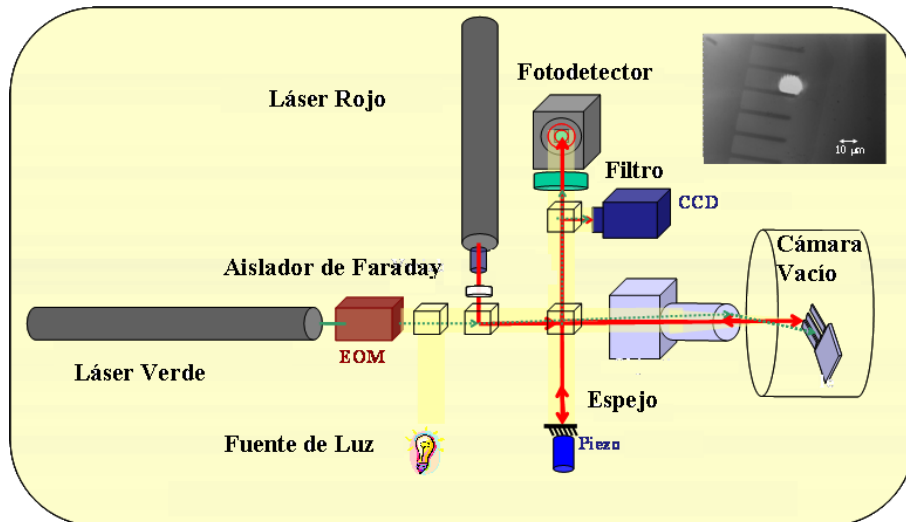 Láser Rojo
Fotodetector
10 µm
Filtro
CCD
Aislador de Faraday
Cámara
Vacío
EOM
Láser Verde
Espejo
Fuente de Luz
Piezo